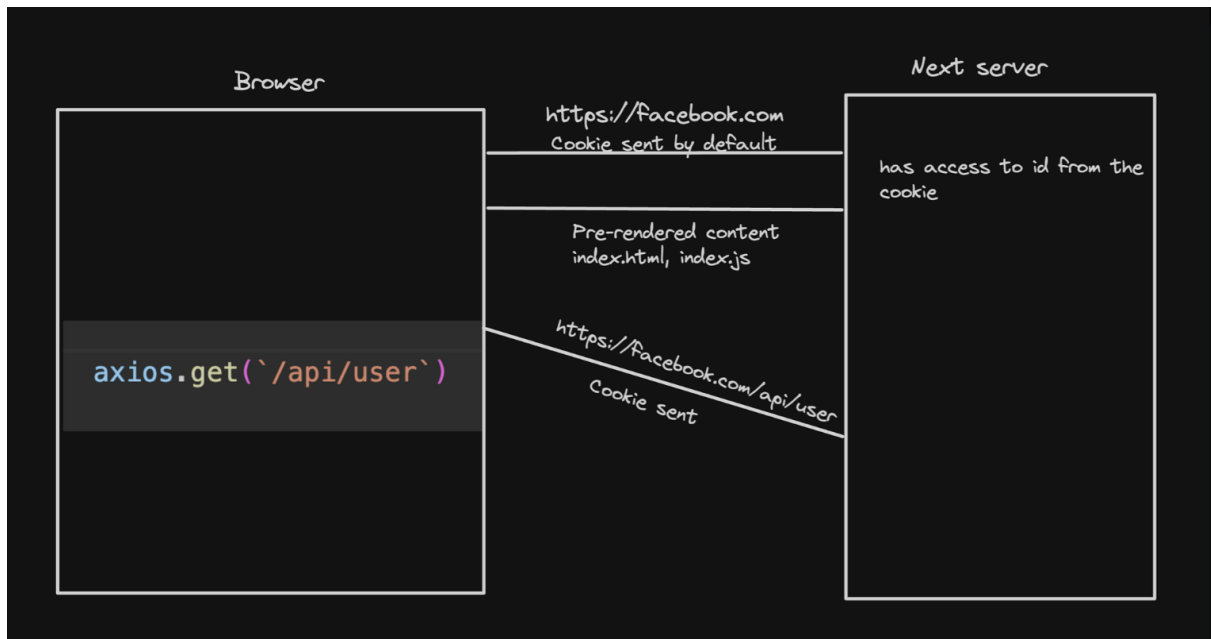 Browser
Next server
https://facebook.com
Cookie sent by default
has access to id from the
cookie
Pre-rendered content
index.html, index.js
https://facebook.com/api/user
Cookie sent
axios.get(`/api/user`)